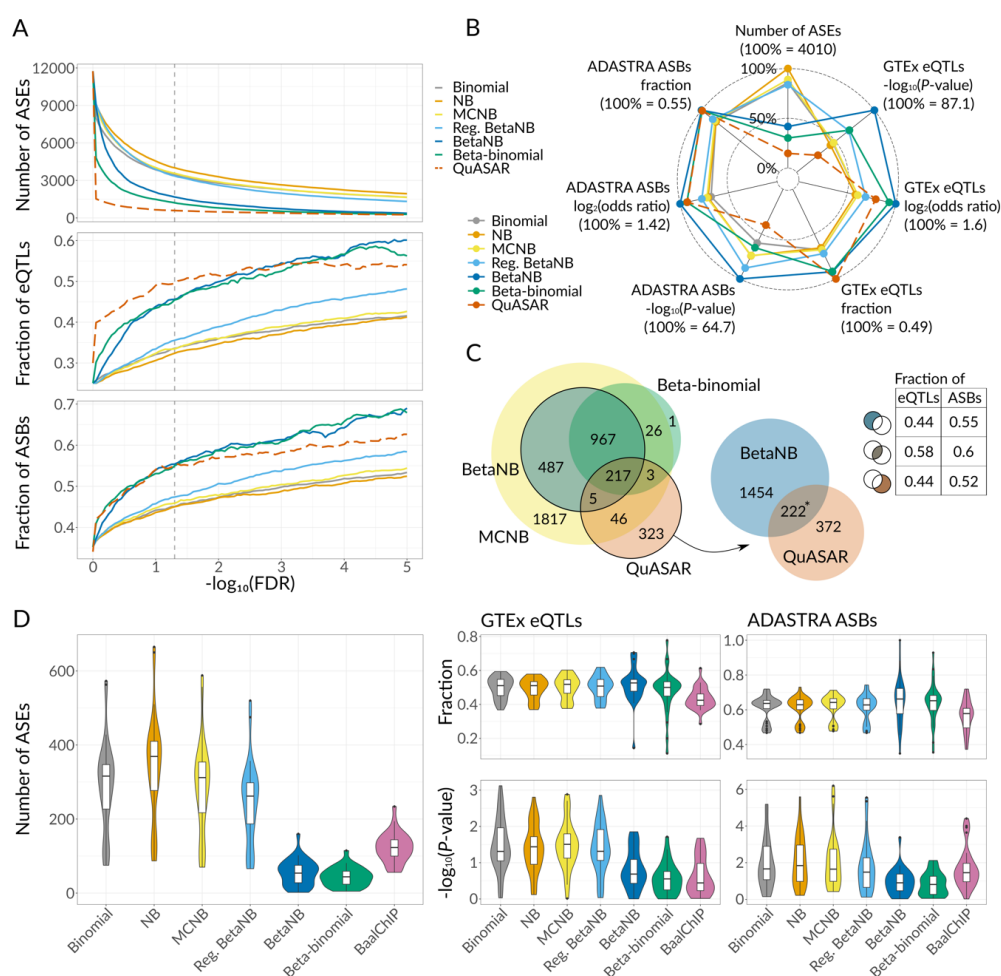 A
Number of ASEs
12000
9000
6000
3000
0
Binomial
NB
MCNB
Reg. BetaNB
BetaNB
Beta-binomial
QuASAR
Fraction of eQTLs
0.6
0.5
0.4
0.3
Fraction of ASBs
0.7
0.6
0.5
0.4
0
1
2
3
4
5
-log₁₀(FDR)
Binomial
NB
MCNB
Reg. BetaNB
BetaNB
Beta-binomial
QuASAR
B
Number of ASEs
(100% = 4010)
100%
50%
0%
GTEx eQTLs
-log₁₀(P-value)
(100% = 87.1)
GTEx eQTLs
log₂(odds ratio)
(100% = 1.6)
GTEx eQTLs
fraction
(100% = 0.49)
ADASTRA ASBs
-log₁₀(P-value)
(100% = 64.7)
ADASTRA ASBs
log₂(odds ratio)
(100% = 1.42)
ADASTRA ASBs
fraction
(100% = 0.55)
C
Beta-binomial
BetaNB
MCNB
QuASAR
967
26
1
487
217
3
5
1817
46
323
BetaNB
1454
222*
372
QuASAR
Fraction of
eQTLs ASBs
0.44 0.55
0.58 0.6
0.44 0.52
D
Number of ASEs
600
400
200
0
Binomial
NB
MCNB
Reg. BetaNB
BetaNB
Beta-binomial
BaalChIP
GTEx eQTLs
Fraction
0.8
0.6
0.4
0.2
-log₁₀(P-value)
3
2
1
0
Binomial
NB
MCNB
Reg. BetaNB
BetaNB
Beta-binomial
BaalChIP
ADASTRA ASBs
1.0
0.8
0.6
0.4
6
4
2
0
Binomial
NB
MCNB
Reg. BetaNB
BetaNB
Beta-binomial
BaalChIP